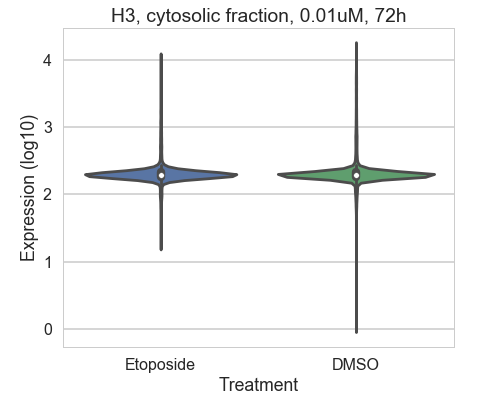 H3, cytosolic fraction, 0.01uM, 72h
Expression (log10)
4
3
2
1
0
Etoposide DMSO
Treatment